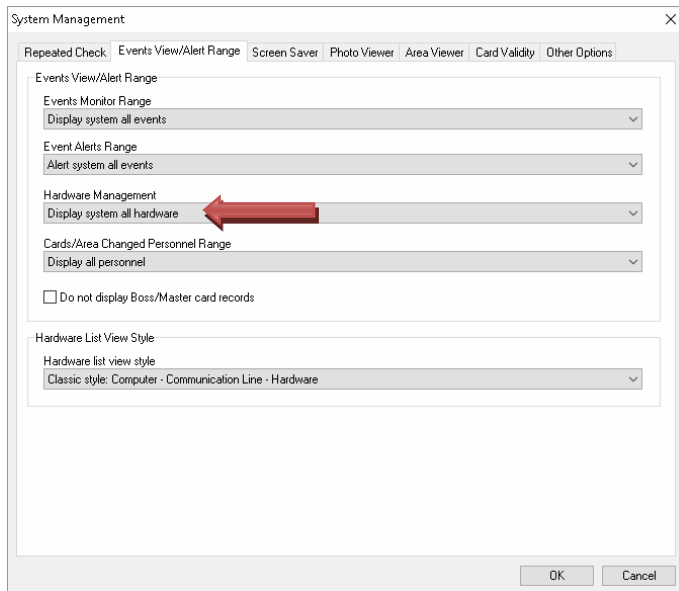 System Management
Repeated Check Events View/Alert Range Screen Saver Photo Viewer Area Viewer Card Validity Other Options
Events View/Alert Range
Events Monitor Range
Display system all events
Event Alerts Range
Alert system all events
Hardware Management
Display system all hardware
Cards/Area Changed Personnel Range
Display all personnel
Do not display Boss/Master card records
Hardware List View Style
Hardware list view style
Classic style: Computer - Communication Line - Hardware
OK Cancel